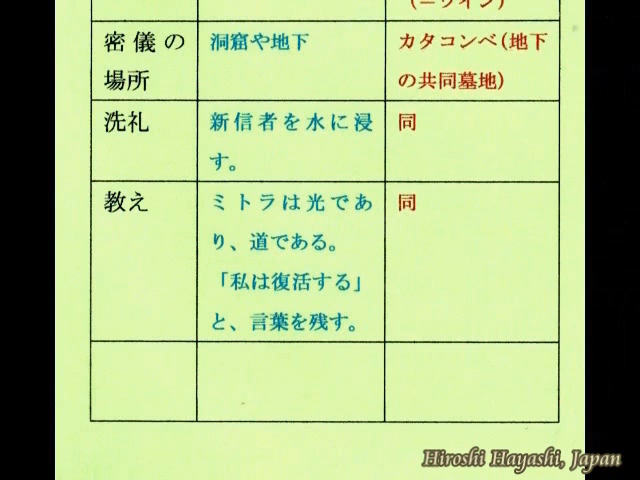 (=ワイン)
密儀の
場所
洞窟や地下
カタコンベ(地下
の共同墓地)
洗礼
新信者を水に浸
す。
同
教え
ミトラは光であ
り、道である。
「私は復活する」
と、言葉を残す。
同
Hiroshi Hayashi, Japan